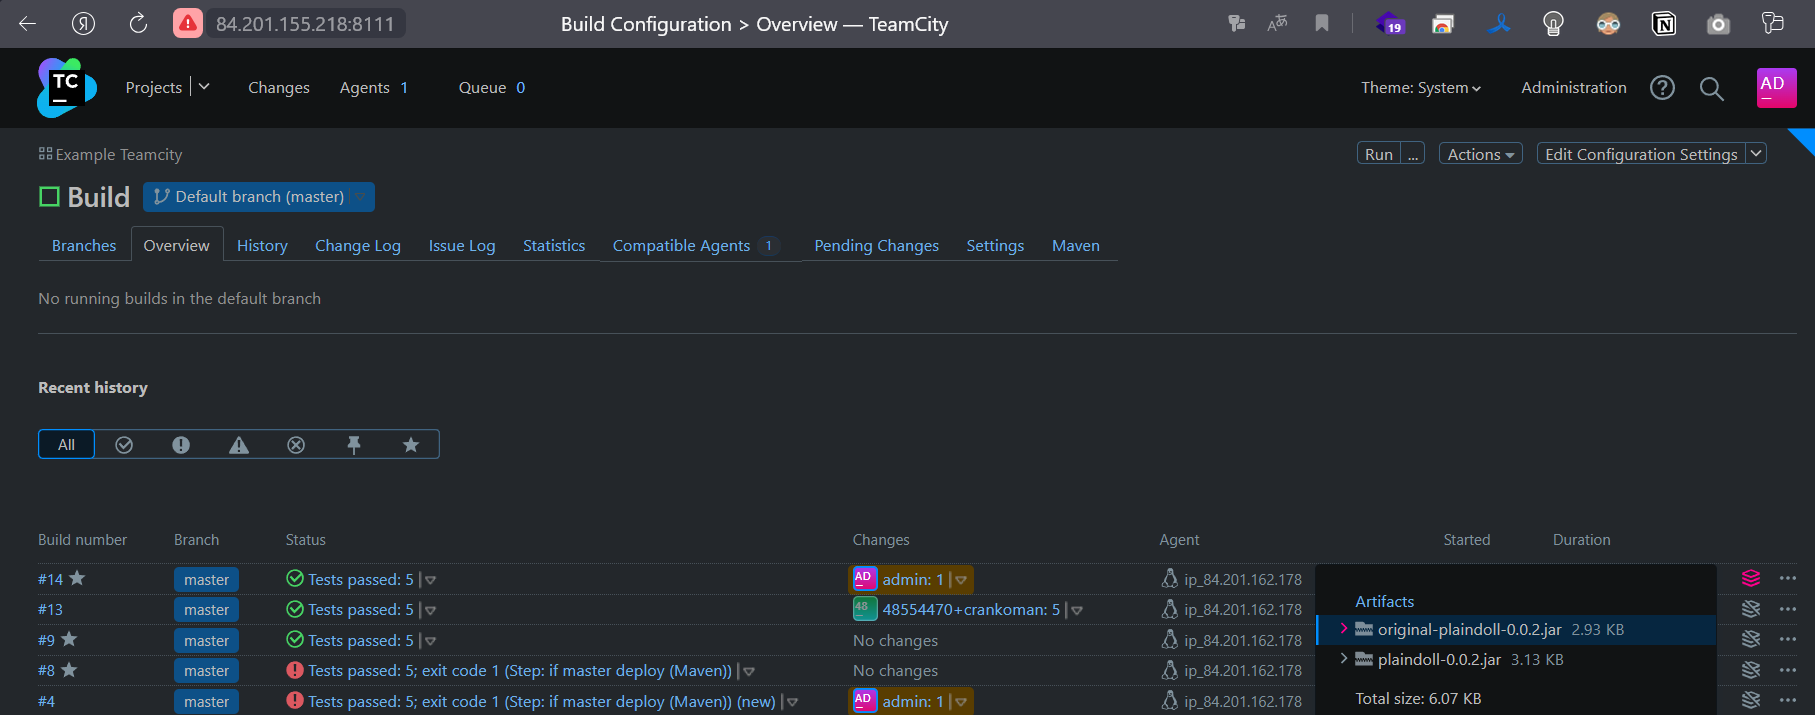 84.201.155.218:8111 Build Configuration > Overview — TeamCity 19
TC Projects Changes Agents 1 Queue 0 Theme: System Administration ? AD
Example Teamcity Run ... Actions Edit Configuration Settings
Build Default branch (master)
Branches Overview History Change Log Issue Log Statistics Compatible Agents 1 Pending Changes Settings Maven
No running builds in the default branch
Recent history
All
Build number Branch Status Changes Agent Started Duration
#14 master Tests passed: 5 AD admin: 1 ip_84.201.162.178
#13 master Tests passed: 5 48 48554470+crankoman: 5 ip_84.201.162.178
#9 master Tests passed: 5 No changes ip_84.201.162.178
#8 master Tests passed: 5; exit code 1 (Step: if master deploy (Maven)) No changes ip_84.201.162.178
#4 master Tests passed: 5; exit code 1 (Step: if master deploy (Maven)) (new) AD admin: 1 ip_84.201.162.178
Artifacts
original-plaindoll-0.0.2.jar 2.93 KB
plaindoll-0.0.2.jar 3.13 KB
Total size: 6.07 KB